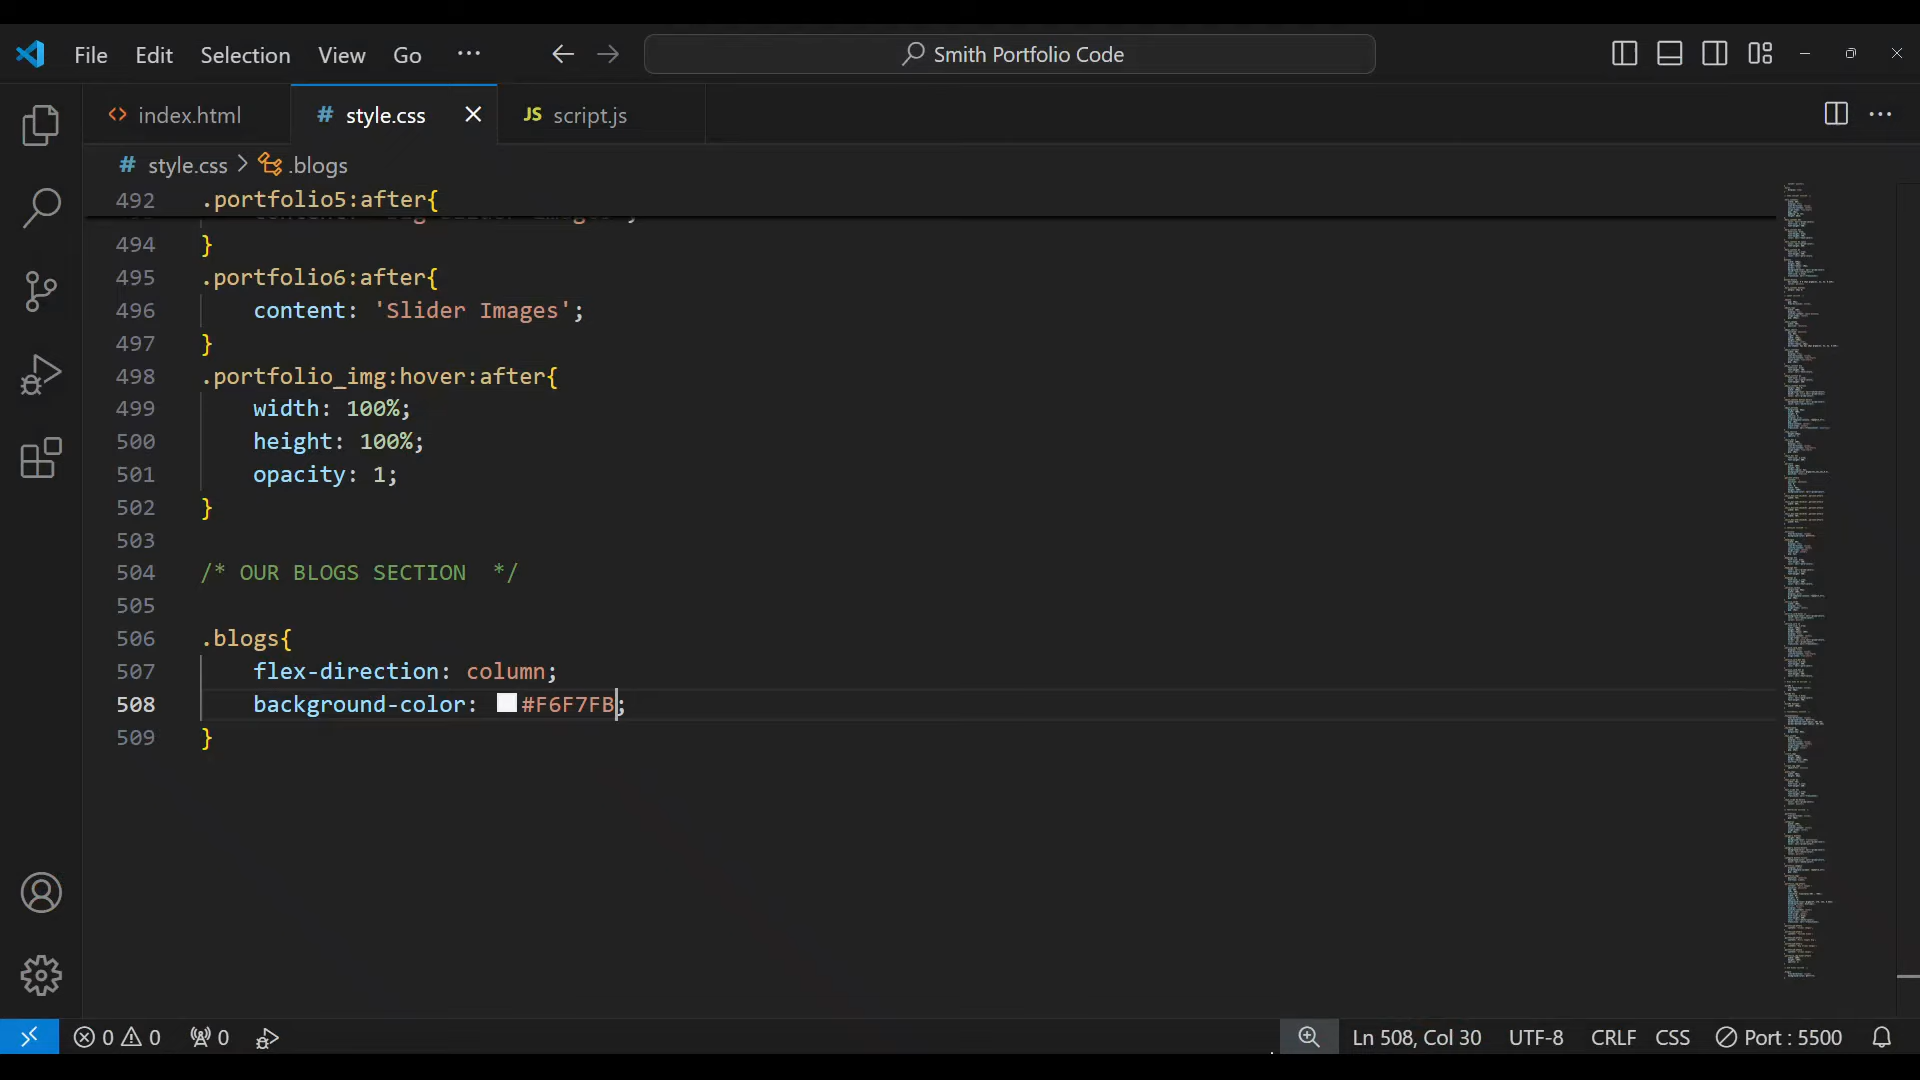 File Edit Selection View Go ··· Smith Portfolio Code
index.html style.css JS script.js
style.css > .blogs
492 .portfolio5:after{
494 }
495 .portfolio6:after{
496 content: 'Slider Images';
497 }
498 .portfolio_img:hover:after{
499 width: 100%;
500 height: 100%;
501 opacity: 1;
502 }
503
504 /* OUR BLOGS SECTION  */
505
506 .blogs{
507 flex-direction: column;
508 background-color: #F6F7FB;
509 }
0 0 0 Ln 508, Col 30 UTF-8 CRLF CSS Port : 5500